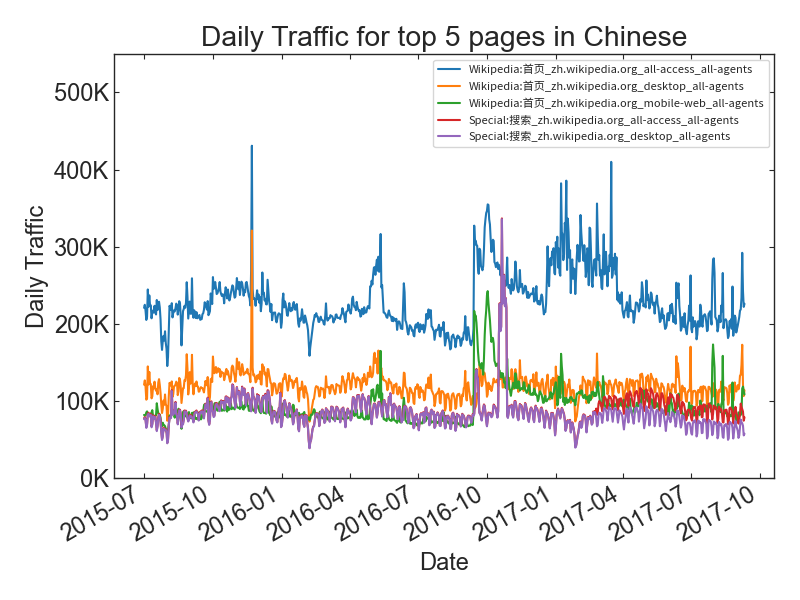 Daily Traffic for top 5 pages in Chinese
Wikipedia:首页_zh.wikipedia.org_all-access_all-agents
Wikipedia:首页_zh.wikipedia.org_desktop_all-agents
Wikipedia:首页_zh.wikipedia.org_mobile-web_all-agents
Special:搜索_zh.wikipedia.org_all-access_all-agents
Special:搜索_zh.wikipedia.org_desktop_all-agents
500K
400K
300K
200K
100K
0K
Daily Traffic
2015-07
2015-10
2016-01
2016-04
2016-07
2016-10
2017-01
2017-04
2017-07
2017-10
Date